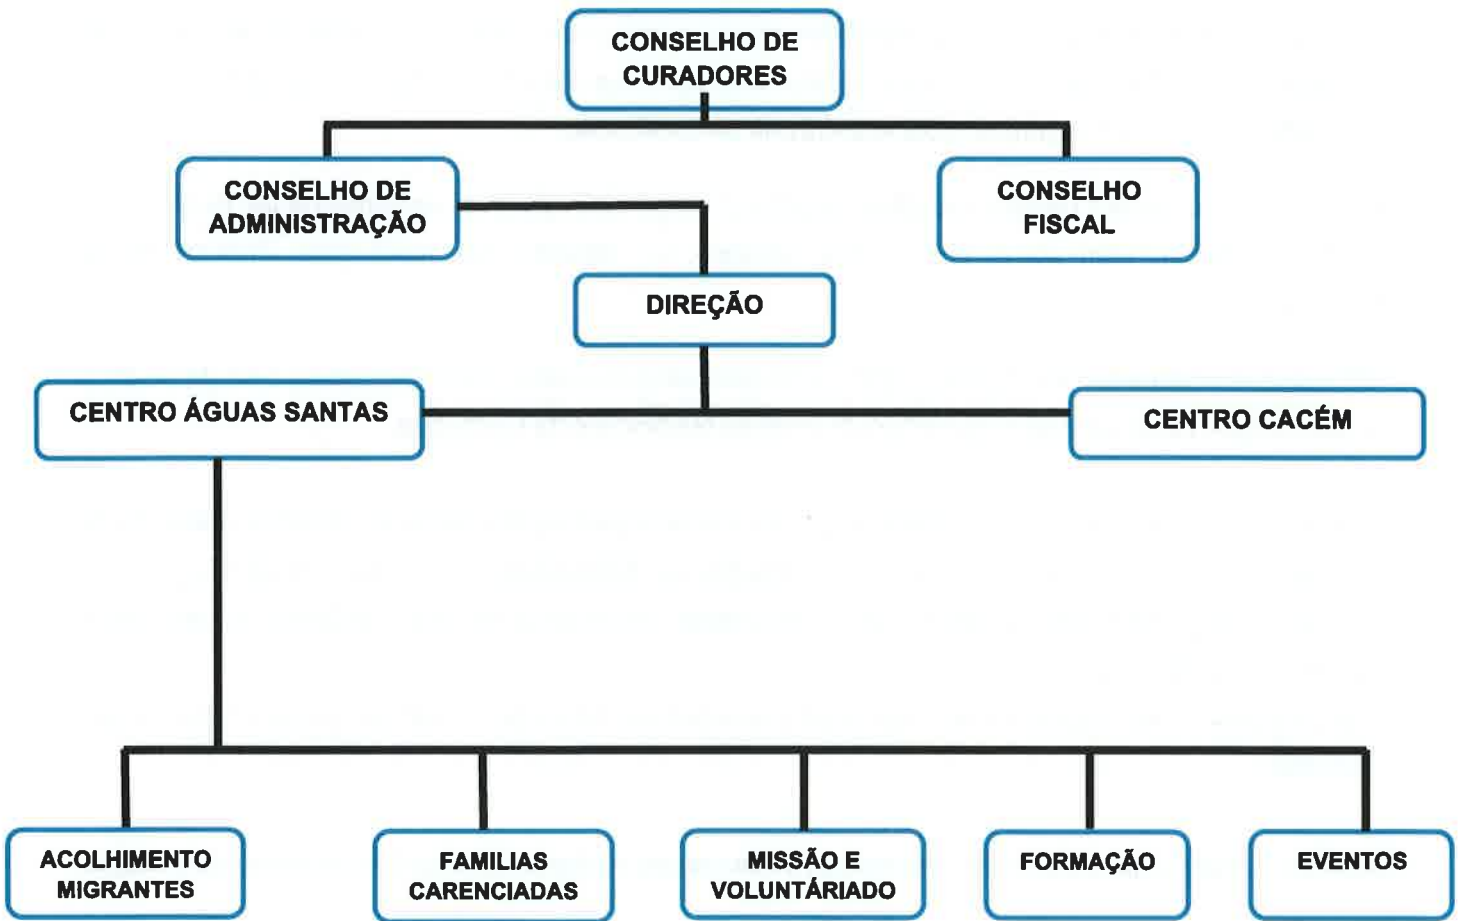 CONSELHO DE
CURADORES
CONSELHO DE
ADMINISTRAÇÃO
CONSELHO
FISCAL
DIREÇÃO
CENTRO ÁGUAS SANTAS
CENTRO CACÉM
ACOLHIMENTO
MIGRANTES
FAMILIAS
CARENCIADAS
MISSÃO E
VOLUNTÁRIADO
FORMAÇÃO
EVENTOS